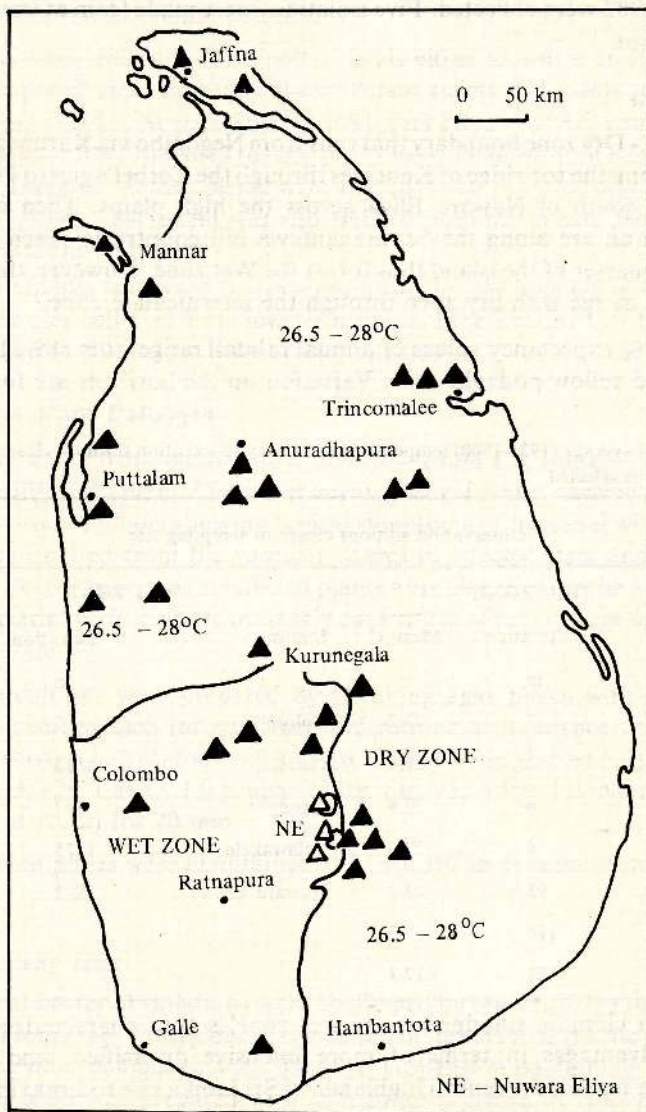 Jaffna
0 50 km
Mannar
26.5 – 28°C
Trincomalee
Anuradhapura
Puttalam
26.5 – 28°C
Kurunegala
DRY ZONE
Colombo
NE
WET ZONE
Ratnapura
26.5 – 28°C
Galle
Hambantota
NE – Nuwara Eliya